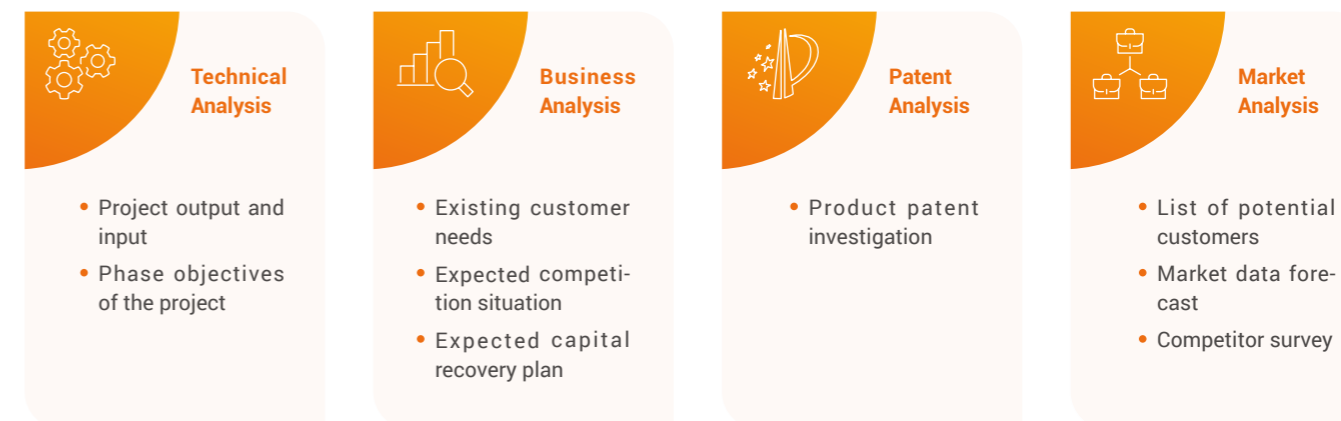 Technical
Analysis
• Project output and
input
• Phase objectives
of the project
Business
Analysis
• Existing customer
needs
• Expected competi-
tion situation
• Expected capital
recovery plan
Patent
Analysis
• Product patent
investigation
Market
Analysis
• List of potential
customers
• Market data fore-
cast
• Competitor survey